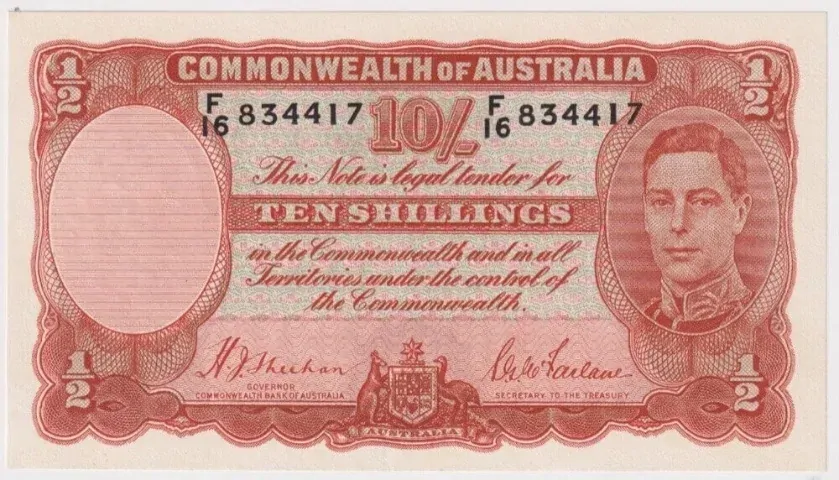 ½ ½
COMMONWEALTH OF AUSTRALIA
F/16 834417 F/16 834417
10/-
This Note is legal tender for
TEN SHILLINGS
in the Commonwealth and in all
Territories under the control of
the Commonwealth.
H.J. Sheehan
GOVERNOR
COMMONWEALTH BANK OF AUSTRALIA
S.G. McFarlane
SECRETARY TO THE TREASURY
½ ½
AUSTRALIA